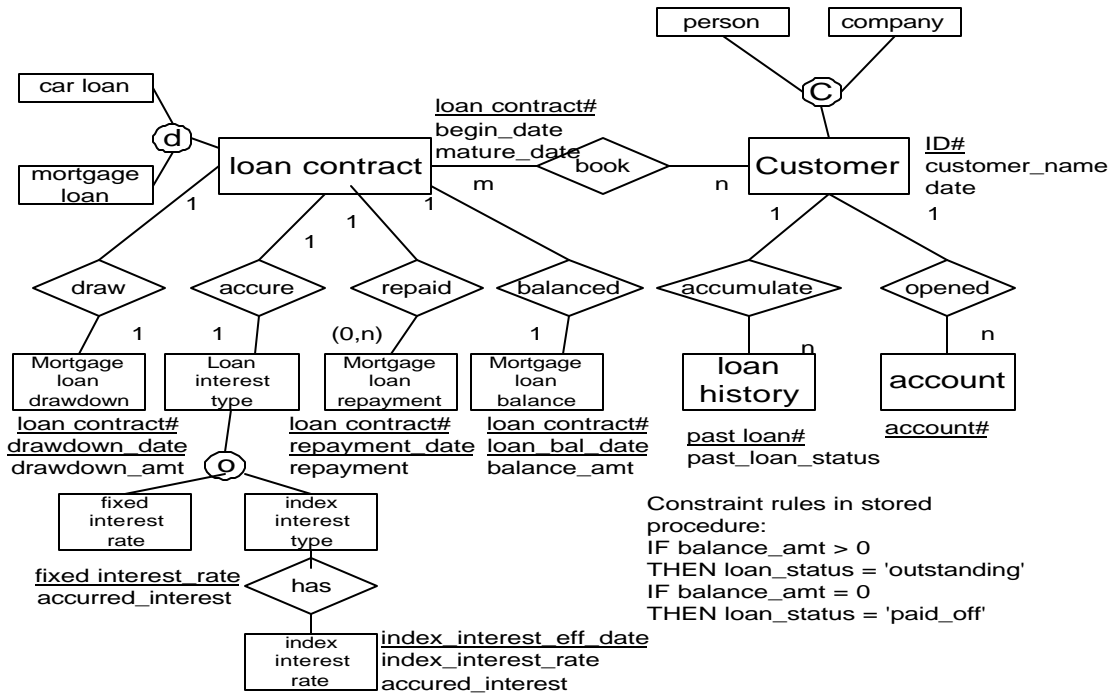 person
company
car loan
d
C
loan contract#
begin_date
mature_date
loan contract
book
Customer
ID#
customer_name
date
mortgage
loan
m
n
1
1
1
1
1
1
draw
accure
repaid
balanced
accumulate
opened
1
1
(0,n)
1
n
n
Mortgage
loan
drawdown
Loan
interest
type
Mortgage
loan
repayment
Mortgage
loan
balance
loan
history
account
loan contract#
drawdown_date
drawdown_amt
loan contract#
repayment_date
repayment
loan contract#
loan_bal_date
balance_amt
past loan#
past_loan_status
account#
o
fixed
interest
rate
index
interest
type
fixed interest_rate
accurred_interest
has
index
interest
rate
index_interest_eff_date
index_interest_rate
accured_interest
Constraint rules in stored
procedure:
IF balance_amt > 0
THEN loan_status = 'outstanding'
IF balance_amt = 0
THEN loan_status = 'paid_off'